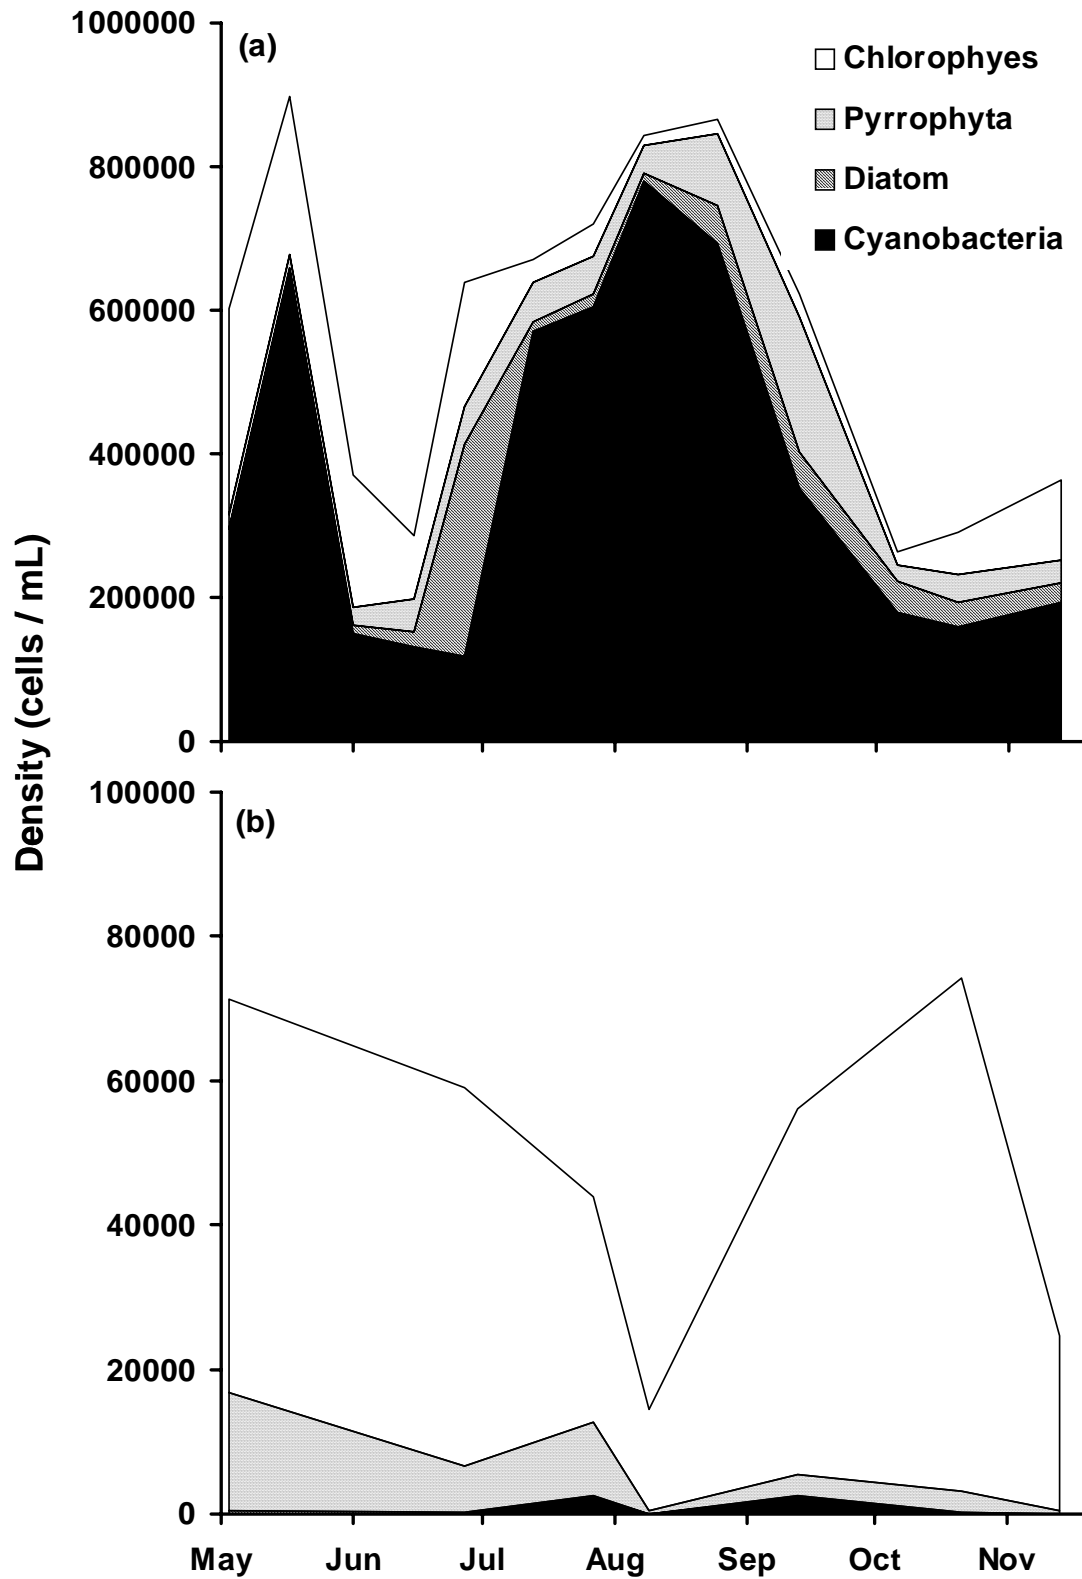 Density (cells / mL)
(a)
1000000
800000
600000
400000
200000
0
Chlorophyes
Pyrrophyta
Diatom
Cyanobacteria
(b)
100000
80000
60000
40000
20000
0
May Jun Jul Aug Sep Oct Nov